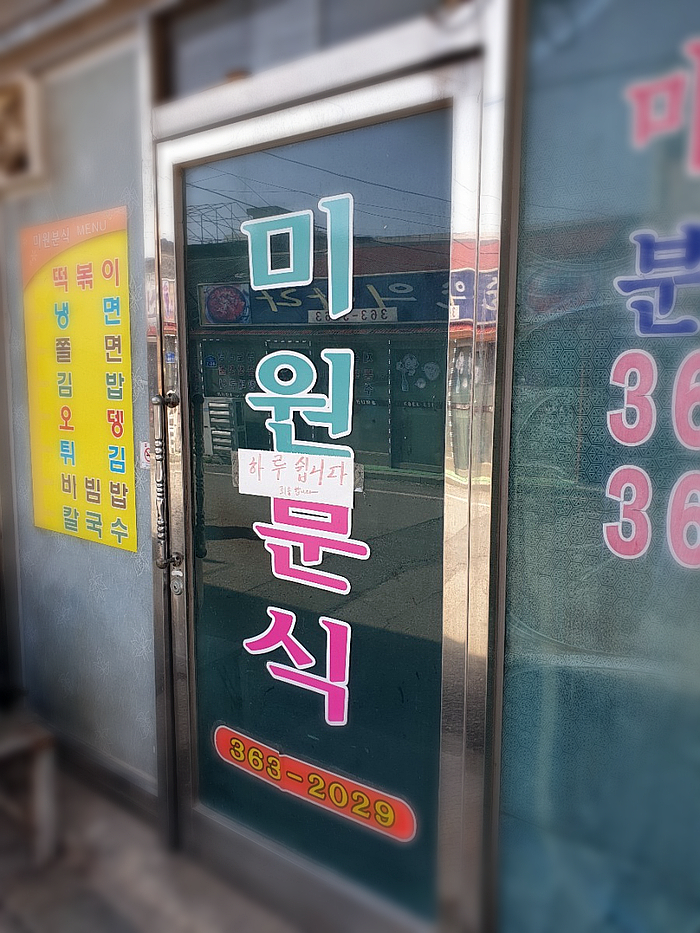 미원분식 MENU
떡볶이
냉면
쫄면
김밥
오뎅
튀김
비빔밥
칼국수
미원분식
하루 쉽니다
363-2029
미
분
36
36